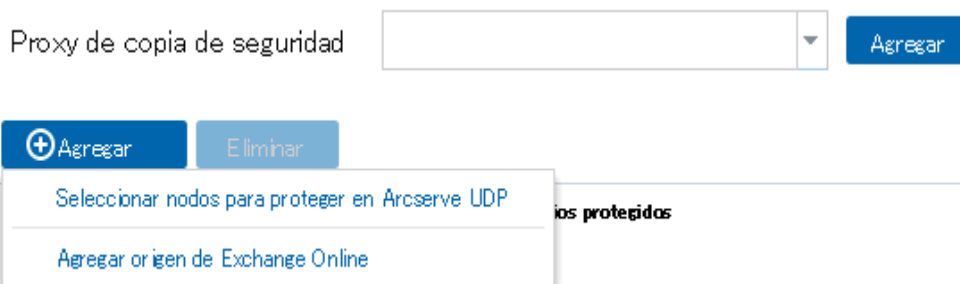 Proxy de copia de seguridad
Agregar
Agregar
Eliminar
Seleccionar nodos para proteger en Arcserve UDP
protegidos
Agregar origen de Exchange Online